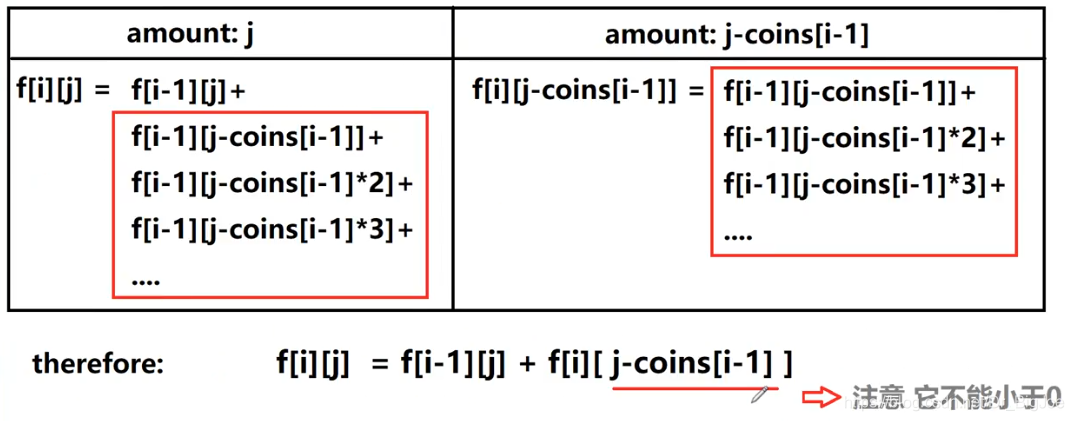 amount: j
amount: j-coins[i-1]
f[i][j] = f[i-1][j]+
f[i-1][j-coins[i-1]]+
f[i-1][j-coins[i-1]*2]+
f[i-1][j-coins[i-1]*3]+
....
f[i][j-coins[i-1]] = f[i-1][j-coins[i-1]]+
f[i-1][j-coins[i-1]*2]+
f[i-1][j-coins[i-1]*3]+
....
therefore: f[i][j] = f[i-1][j] + f[i][ j-coins[i-1] ]
注意 它不能小于0